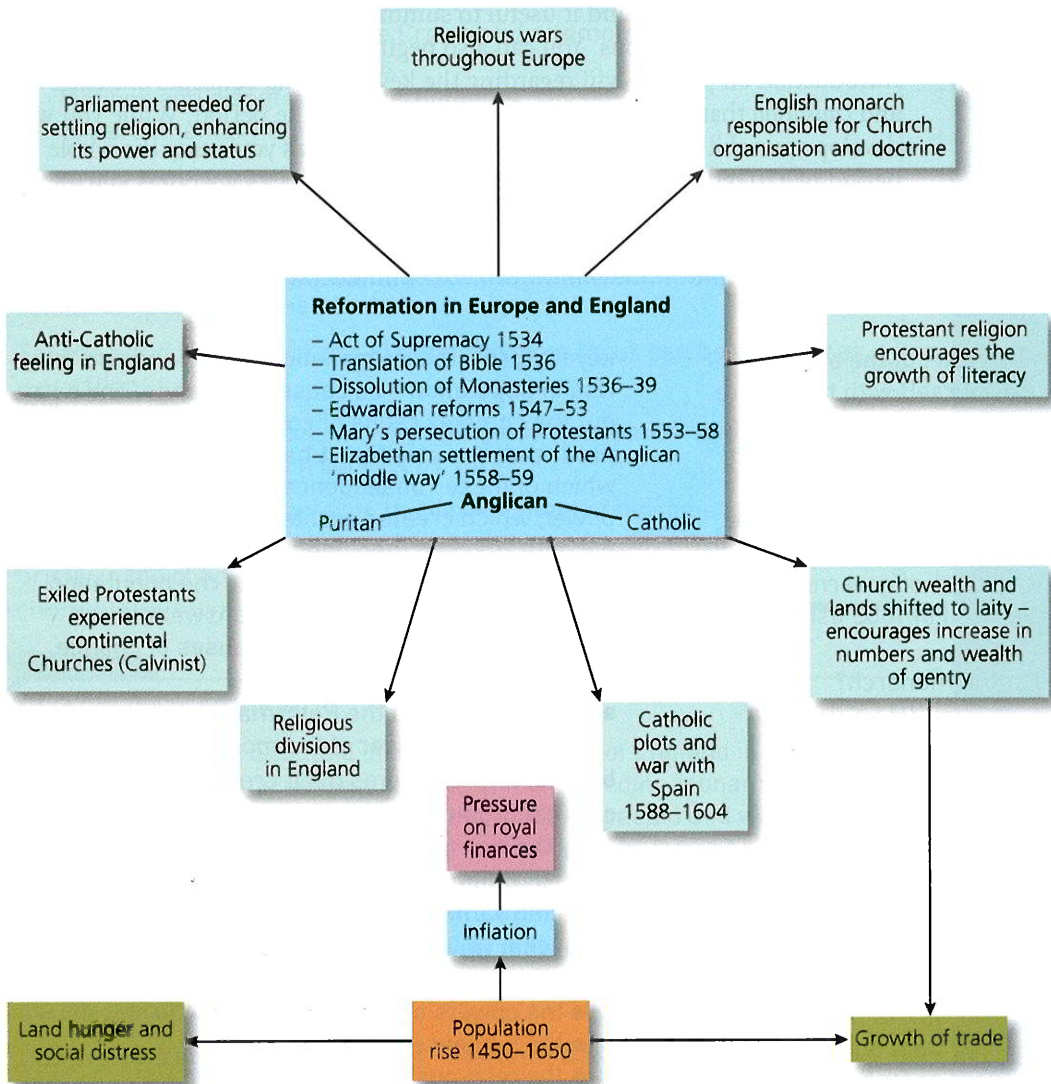 Religious wars
throughout Europe
Parliament needed for
settling religion, enhancing
its power and status
English monarch
responsible for Church
organisation and doctrine
Reformation in Europe and England
– Act of Supremacy 1534
– Translation of Bible 1536
– Dissolution of Monasteries 1536–39
– Edwardian reforms 1547–53
– Mary's persecution of Protestants 1553–58
– Elizabethan settlement of the Anglican
'middle way' 1558–59
Anglican
Puritan
Catholic
Anti-Catholic
feeling in England
Protestant religion
encourages the
growth of literacy
Exiled Protestants
experience
continental
Churches (Calvinist)
Religious
divisions
in England
Catholic
plots and
war with
Spain
1588–1604
Church wealth and
lands shifted to laity –
encourages increase in
numbers and wealth
of gentry
Pressure
on royal
finances
Inflation
Land hunger and
social distress
Population
rise 1450–1650
Growth of trade